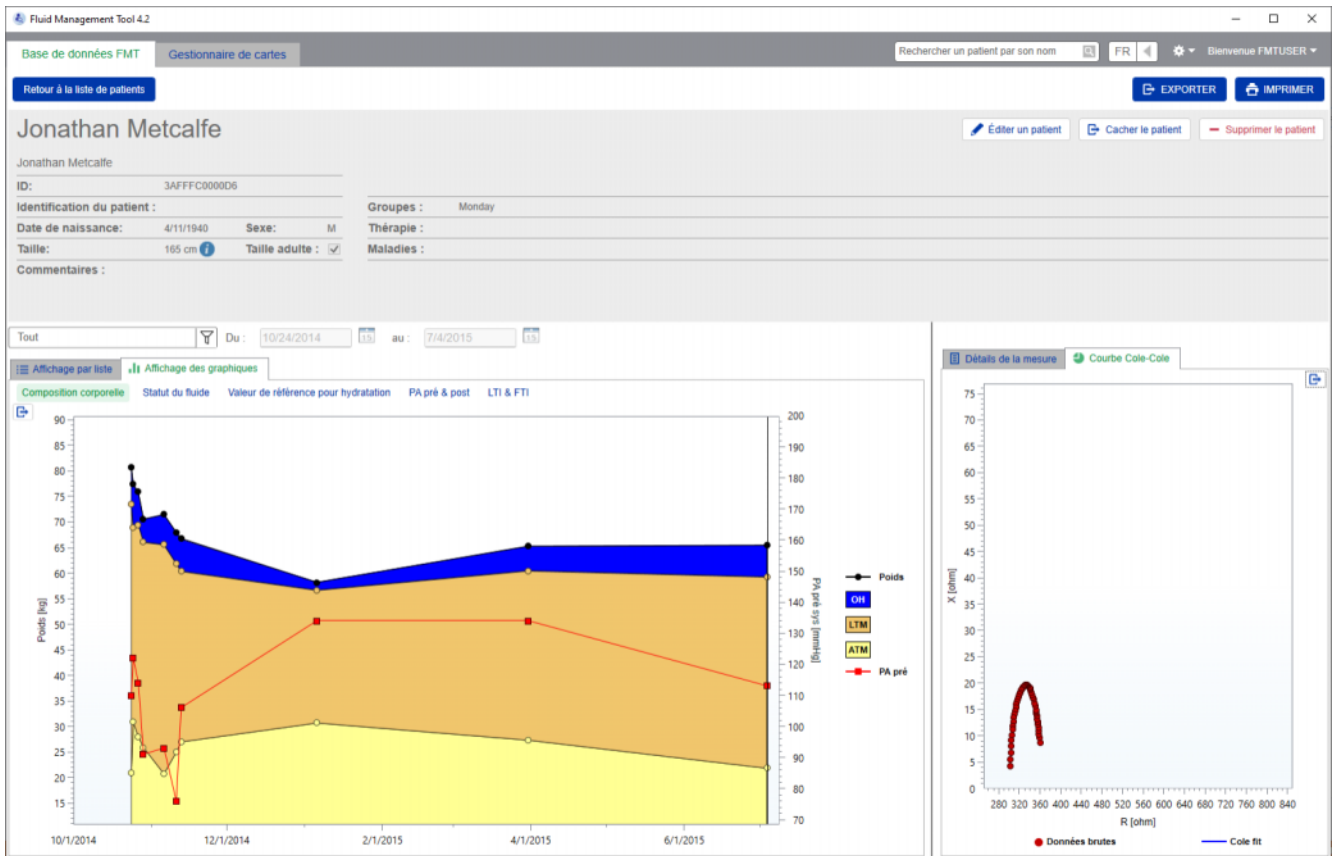 Fluid Management Tool 4.2
Base de données FMT Gestionnaire de cartes Rechercher un patient par son nom FR Bienvenue FMTUSER
Retour à la liste de patients EXPORTER IMPRIMER
Jonathan Metcalfe Éditer un patient Cacher le patient Supprimer le patient
Jonathan Metcalfe
ID: 3AFFFC0000D6
Identification du patient : Groupes : Monday
Date de naissance: 4/11/1940 Sexe: M Thérapie :
Taille: 165 cm i Taille adulte : Maladies :
Commentaires :
Tout Du : 10/24/2014 15 au : 7/4/2015 15
Affichage par liste Affichage des graphiques
Composition corporelle Statut du fluide Valeur de référence pour hydratation PA pré & post LTI & FTI
90
85
80
75
70
65
60
55
50
45
40
35
30
25
20
15
Poids [kg]
200
190
180
170
160
150
140
130
120
110
100
90
80
70
PA pré sys [mmHg]
10/1/2014 12/1/2014 2/1/2015 4/1/2015 6/1/2015
Poids
OH
LTM
ATM
PA pré
Détails de la mesure Courbe Cole-Cole
75
70
65
60
55
50
45
40
35
30
25
20
15
10
5
0
X [ohm]
280 320 360 400 440 480 520 560 600 640 680 720 760 800 840
R [ohm]
Données brutes Cole fit